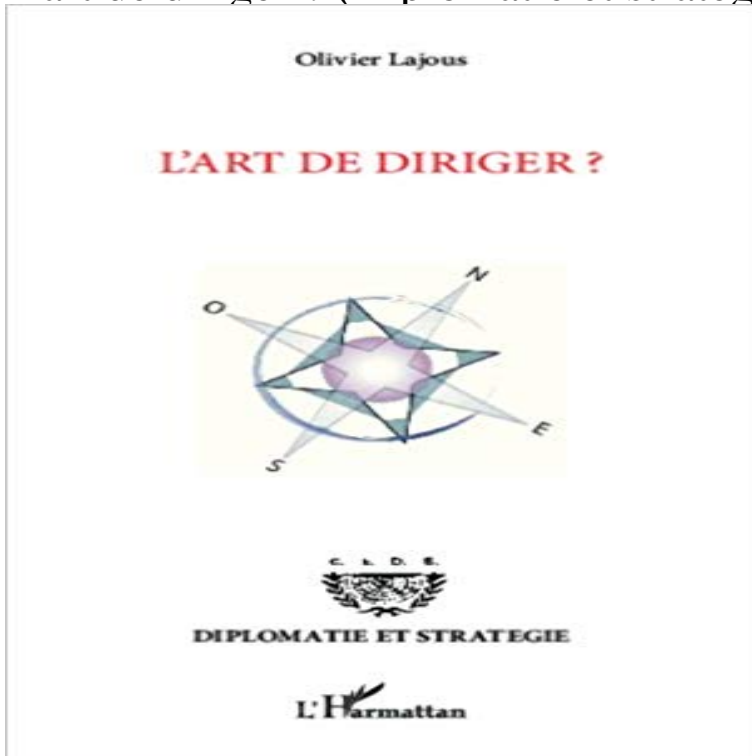 Olivier Lajous
L'ART DE DIRIGER ?
N
O
E
S
C. L. D. E.
DIPLOMATIE ET STRATEGIE
L'Harmattan